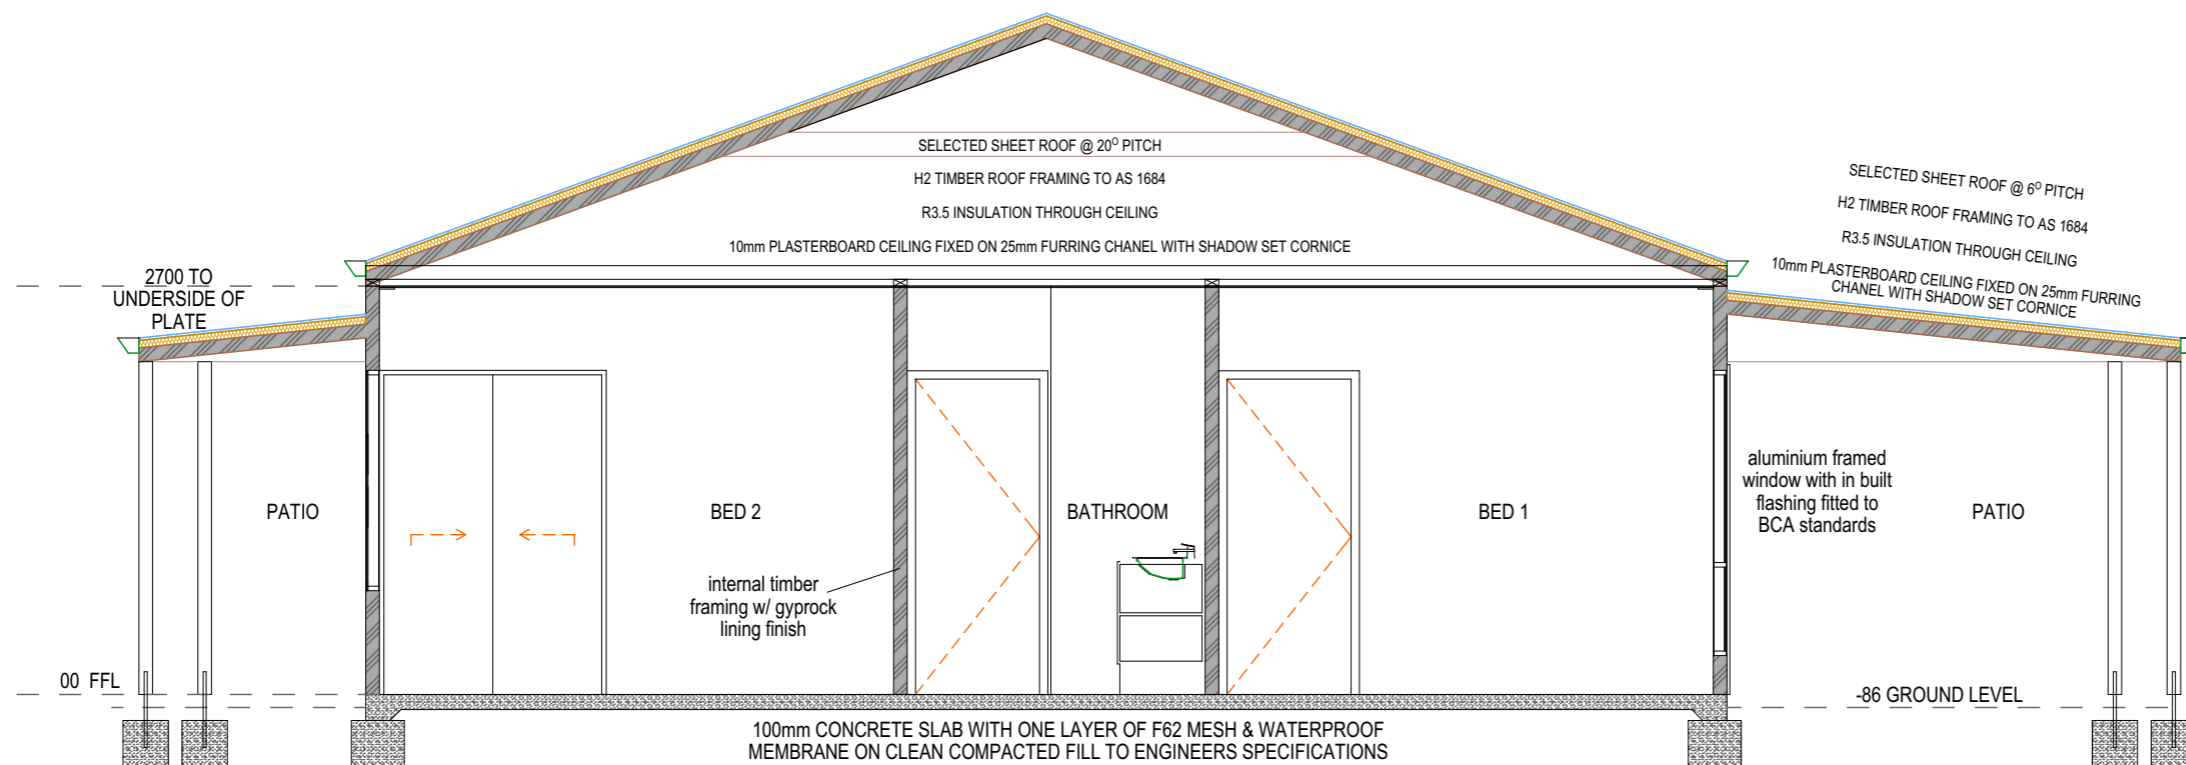 SELECTED SHEET ROOF @ 20⁰ PITCH
H2 TIMBER ROOF FRAMING TO AS 1684
R3.5 INSULATION THROUGH CEILING
10mm PLASTERBOARD CEILING FIXED ON 25mm FURRING CHANEL WITH SHADOW SET CORNICE
SELECTED SHEET ROOF @ 6⁰ PITCH
H2 TIMBER ROOF FRAMING TO AS 1684
R3.5 INSULATION THROUGH CEILING
10mm PLASTERBOARD CEILING FIXED ON 25mm FURRING
CHANEL WITH SHADOW SET CORNICE
2700 TO
UNDERSIDE OF
PLATE
PATIO
BED 2
BATHROOM
BED 1
aluminium framed
window with in built
flashing fitted to
BCA standards
PATIO
internal timber
framing w/ gyprock
lining finish
00 FFL
-86 GROUND LEVEL
100mm CONCRETE SLAB WITH ONE LAYER OF F62 MESH & WATERPROOF
MEMBRANE ON CLEAN COMPACTED FILL TO ENGINEERS SPECIFICATIONS